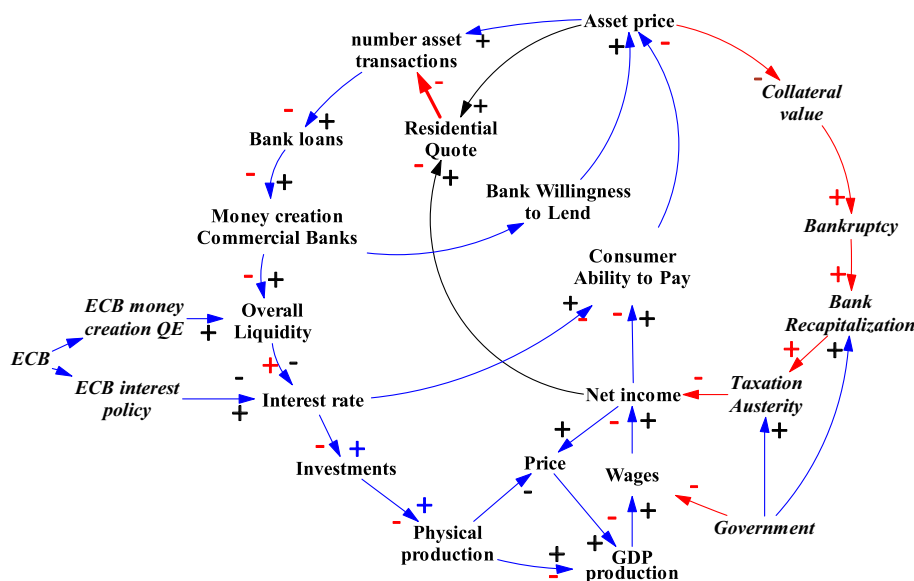 Asset price
number asset
transactions
Collateral
value
Bank loans
Residential
Quote
Bank Willingness
to Lend
Money creation
Commercial Banks
Bankruptcy
Consumer
Ability to Pay
ECB money
creation QE
Overall
Liquidity
Bank
Recapitalization
ECB
ECB interest
policy
Interest rate
Net income
Taxation
Austerity
Investments
Price
Wages
Physical
production
GDP
production
Government